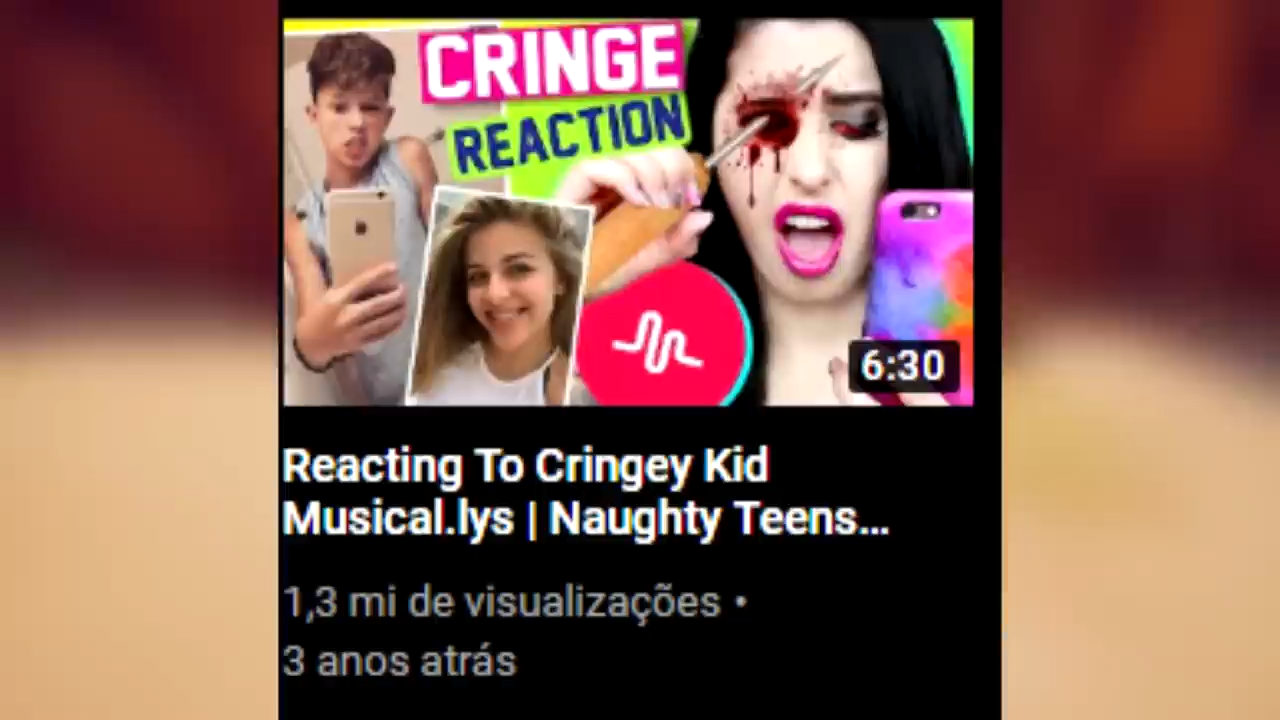 CRINGE
REACTION
6:30
Reacting To Cringey Kid
Musical.lys | Naughty Teens...
1,3 mi de visualizações •
3 anos atrás